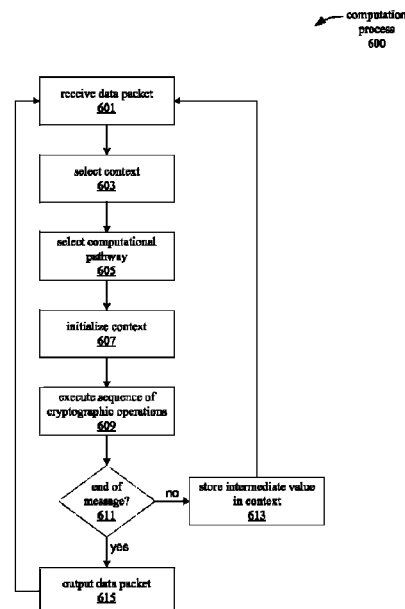 computation
process
600
receive data packet
601
select context
603
select computational
pathway
605
initialize context
607
execute sequence of
cryptographic operations
609
end of
message?
611
no
store intermediate value
in context
613
yes
output data packet
615